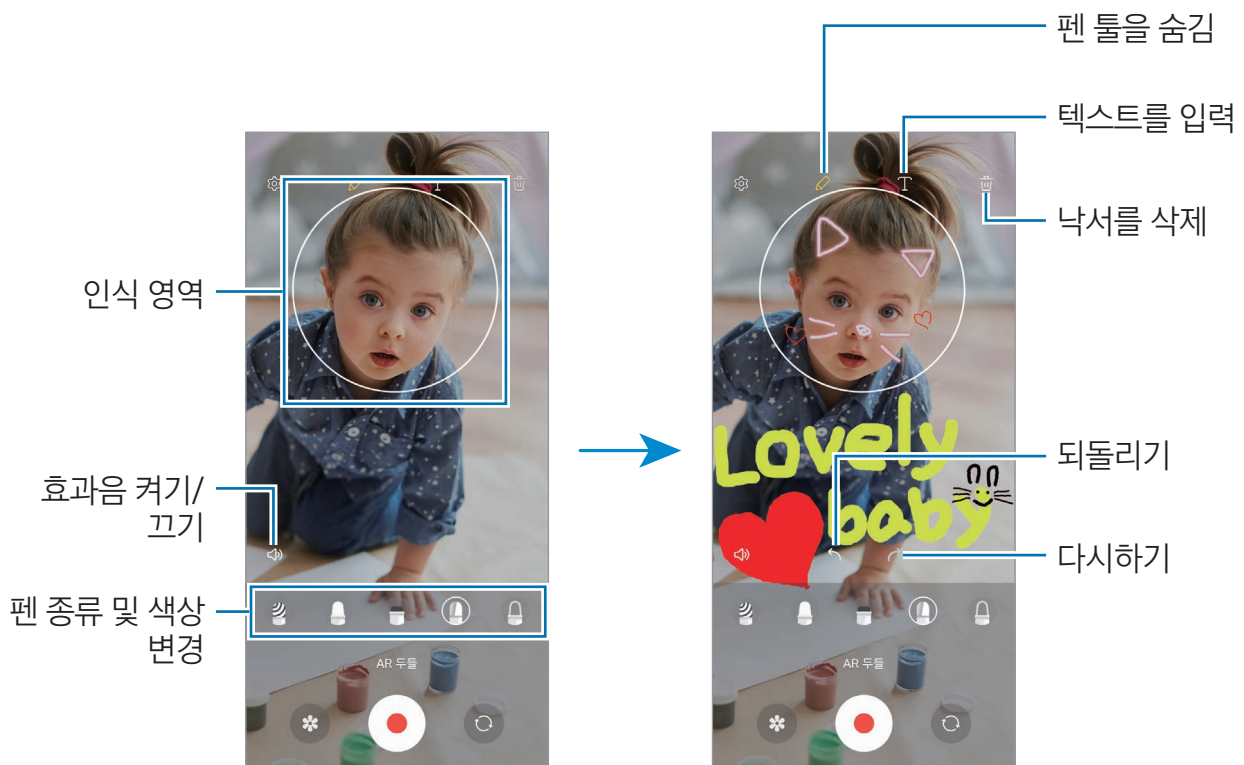 펜 툴을 숨김
텍스트를 입력
낙서를 삭제
인식 영역
Lovely
baby
되돌리기
효과음 켜기/
끄기
다시하기
펜 종류 및 색상
변경
AR 두들
AR 두들